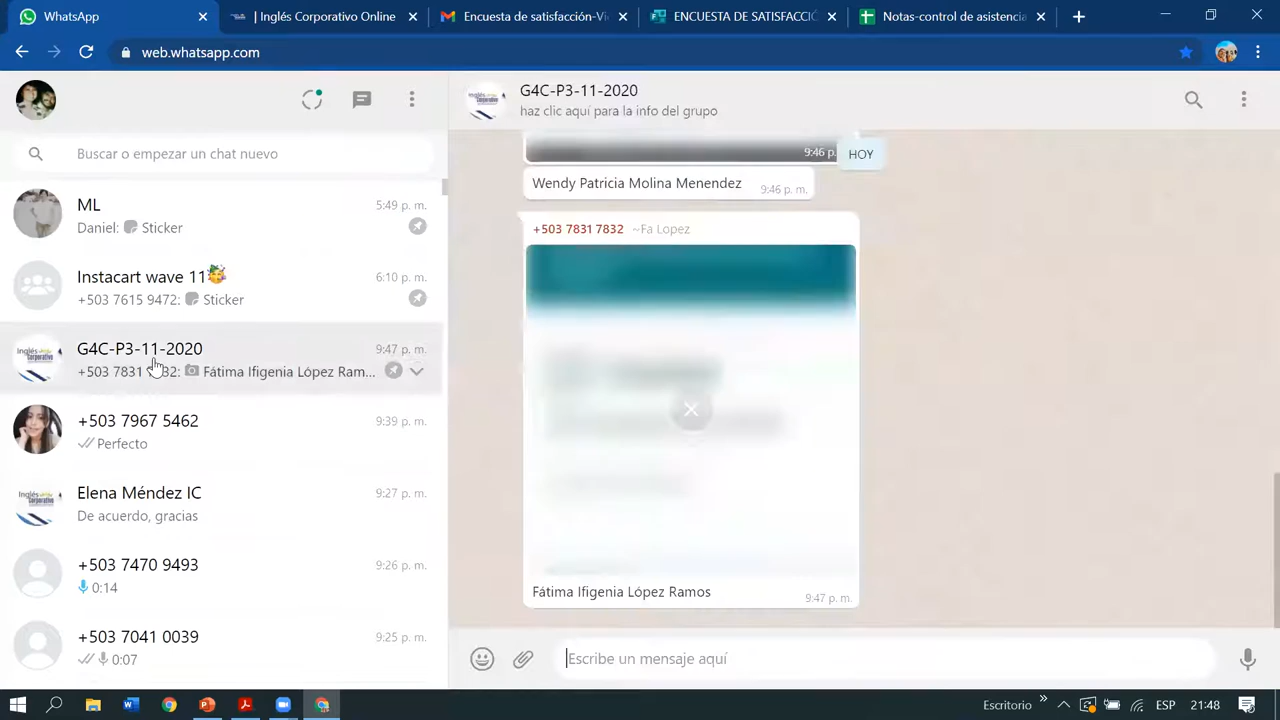 WhatsApp
| Inglés Corporativo Online
Encuesta de satisfacción-Vi
ENCUESTA DE SATISFACCIÓ
Notas-control de asistencia
web.whatsapp.com
Buscar o empezar un chat nuevo
ML
5:49 p. m.
Daniel: Sticker
Instacart wave 11🥳
6:10 p. m.
+503 7615 9472: Sticker
G4C-P3-11-2020
9:47 p. m.
+503 7831 7832: Fátima Ifigenia López Ram...
+503 7967 5462
9:39 p. m.
Perfecto
Elena Méndez IC
9:27 p. m.
De acuerdo, gracias
+503 7470 9493
9:26 p. m.
0:14
+503 7041 0039
9:25 p. m.
0:07
G4C-P3-11-2020
haz clic aquí para la info del grupo
9:46 p.
HOY
Wendy Patricia Molina Menendez
9:46 p. m.
+503 7831 7832 ~Fa Lopez
Fátima Ifigenia López Ramos
9:47 p. m.
Escribe un mensaje aquí
Escritorio
ESP
21:48